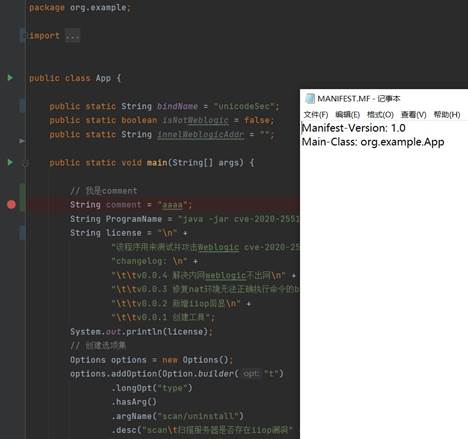 package org.example;
import ...
public class App {
public static String bindName = "unicodeSec";
public static boolean isNotWeblogic = false;
public static String innelWeblogicAddr = "";
public static void main(String[] args) {
// 我是comment
String comment = "aaaa";
String ProgramName = "java -jar cve-2020-2551
String license = "\n" +
"该程序用来测试并攻击Weblogic cve-2020-25
"changelog: \n" +
"\t\tv0.0.4 解决内网weblogic不出网\n" +
"\t\tv0.0.3 修复nat环境无法正确执行命令的b
"\t\tv0.0.2 新增iiop回显\n" +
"\t\tv0.0.1 创建工具";
System.out.println(license);
// 创建选项集
Options options = new Options();
options.addOption(Option.builder( opt: "t")
.longOpt("type")
.hasArg()
.argName("scan/uninstall")
.desc("scan\t扫描服务器是否存在iiop漏洞"
MANIFEST.MF - 记事本
文件(F) 编辑(E) 格式(O) 查看(V) 帮助(H)
Manifest-Version: 1.0
Main-Class: org.example.App